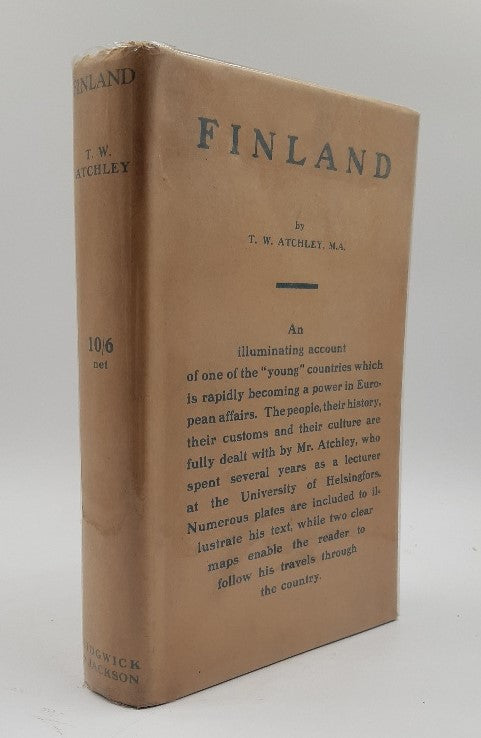 FINLAND
T. W.
ATCHLEY
10/6
net
SEDGWICK
JACKSON
FINLAND
by
T. W. ATCHLEY, M.A.
An
illuminating account
of one of the "young" countries which
is rapidly becoming a power in Euro-
pean affairs. The people, their history,
their customs and their culture are
fully dealt with by Mr. Atchley, who
spent several years as a lecturer
at the University of Helsingfors.
Numerous plates are included to il-
lustrate his text, while two clear
maps enable the reader to
follow his travels through
the country.